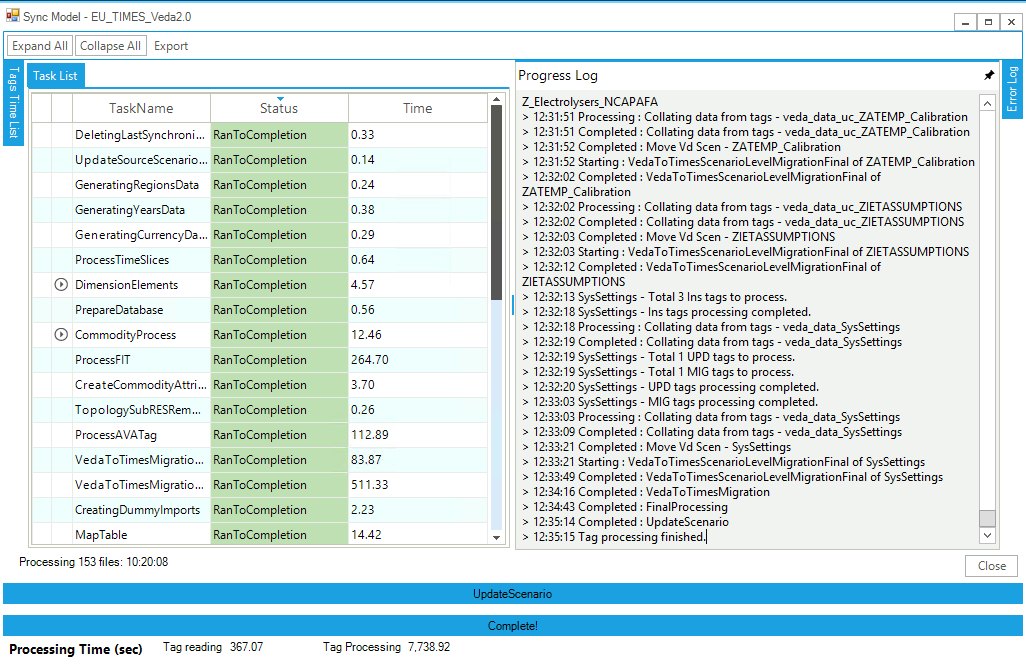 Sync Model - EU_TIMES_Veda2.0
Expand All Collapse All Export
Tags Time List
Task List
TaskName Status Time
DeletingLastSynchroni... RanToCompletion 0.33
UpdateSourceScenario... RanToCompletion 0.14
GeneratingRegionsData RanToCompletion 0.24
GeneratingYearsData RanToCompletion 0.38
GeneratingCurrencyDa... RanToCompletion 0.29
ProcessTimeSlices RanToCompletion 0.64
DimensionElements RanToCompletion 4.57
PrepareDatabase RanToCompletion 0.56
CommodityProcess RanToCompletion 12.46
ProcessFIT RanToCompletion 264.70
CreateCommodityAttri... RanToCompletion 3.70
TopologySubRESRem... RanToCompletion 0.26
ProcessAVATag RanToCompletion 112.89
VedaToTimesMigratio... RanToCompletion 83.87
VedaToTimesMigratio... RanToCompletion 511.33
CreatingDummyImports RanToCompletion 2.23
MapTable RanToCompletion 14.42
Progress Log
Error Log
Z_Electrolysers_NCAPAFA
> 12:31:51 Processing : Collating data from tags - veda_data_uc_ZATEMP_Calibration
> 12:31:51 Completed : Collating data from tags - veda_data_uc_ZATEMP_Calibration
> 12:31:52 Completed : Move Vd Scen - ZATEMP_Calibration
> 12:31:52 Starting : VedaToTimesScenarioLevelMigrationFinal of ZATEMP_Calibration
> 12:32:02 Completed : VedaToTimesScenarioLevelMigrationFinal of
ZATEMP_Calibration
> 12:32:02 Processing : Collating data from tags - veda_data_uc_ZIETASSUMPTIONS
> 12:32:02 Completed : Collating data from tags - veda_data_uc_ZIETASSUMPTIONS
> 12:32:03 Completed : Move Vd Scen - ZIETASSUMPTIONS
> 12:32:03 Starting : VedaToTimesScenarioLevelMigrationFinal of ZIETASSUMPTIONS
> 12:32:12 Completed : VedaToTimesScenarioLevelMigrationFinal of
ZIETASSUMPTIONS
> 12:32:13 SysSettings - Total 3 Ins tags to process.
> 12:32:18 SysSettings - Ins tags processing completed.
> 12:32:18 Processing : Collating data from tags - veda_data_SysSettings
> 12:32:19 Completed : Collating data from tags - veda_data_SysSettings
> 12:32:19 SysSettings - Total 1 UPD tags to process.
> 12:32:19 SysSettings - Total 1 MIG tags to process.
> 12:32:20 SysSettings - UPD tags processing completed.
> 12:33:03 SysSettings - MIG tags processing completed.
> 12:33:03 Processing : Collating data from tags - veda_data_SysSettings
> 12:33:09 Completed : Collating data from tags - veda_data_SysSettings
> 12:33:21 Completed : Move Vd Scen - SysSettings
> 12:33:21 Starting : VedaToTimesScenarioLevelMigrationFinal of SysSettings
> 12:33:49 Completed : VedaToTimesScenarioLevelMigrationFinal of SysSettings
> 12:34:16 Completed : VedaToTimesMigration
> 12:34:43 Completed : FinalProcessing
> 12:35:14 Completed : UpdateScenario
> 12:35:15 Tag processing finished.
Processing 153 files: 10:20:08
Close
UpdateScenario
Complete!
Processing Time (sec) Tag reading 367.07 Tag Processing 7,738.92